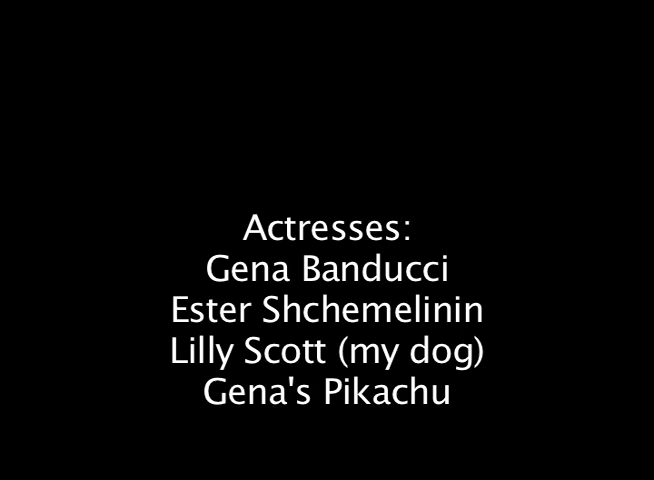 Actresses:
Gena Banducci
Ester Shchemelinin
Lilly Scott (my dog)
Gena's Pikachu